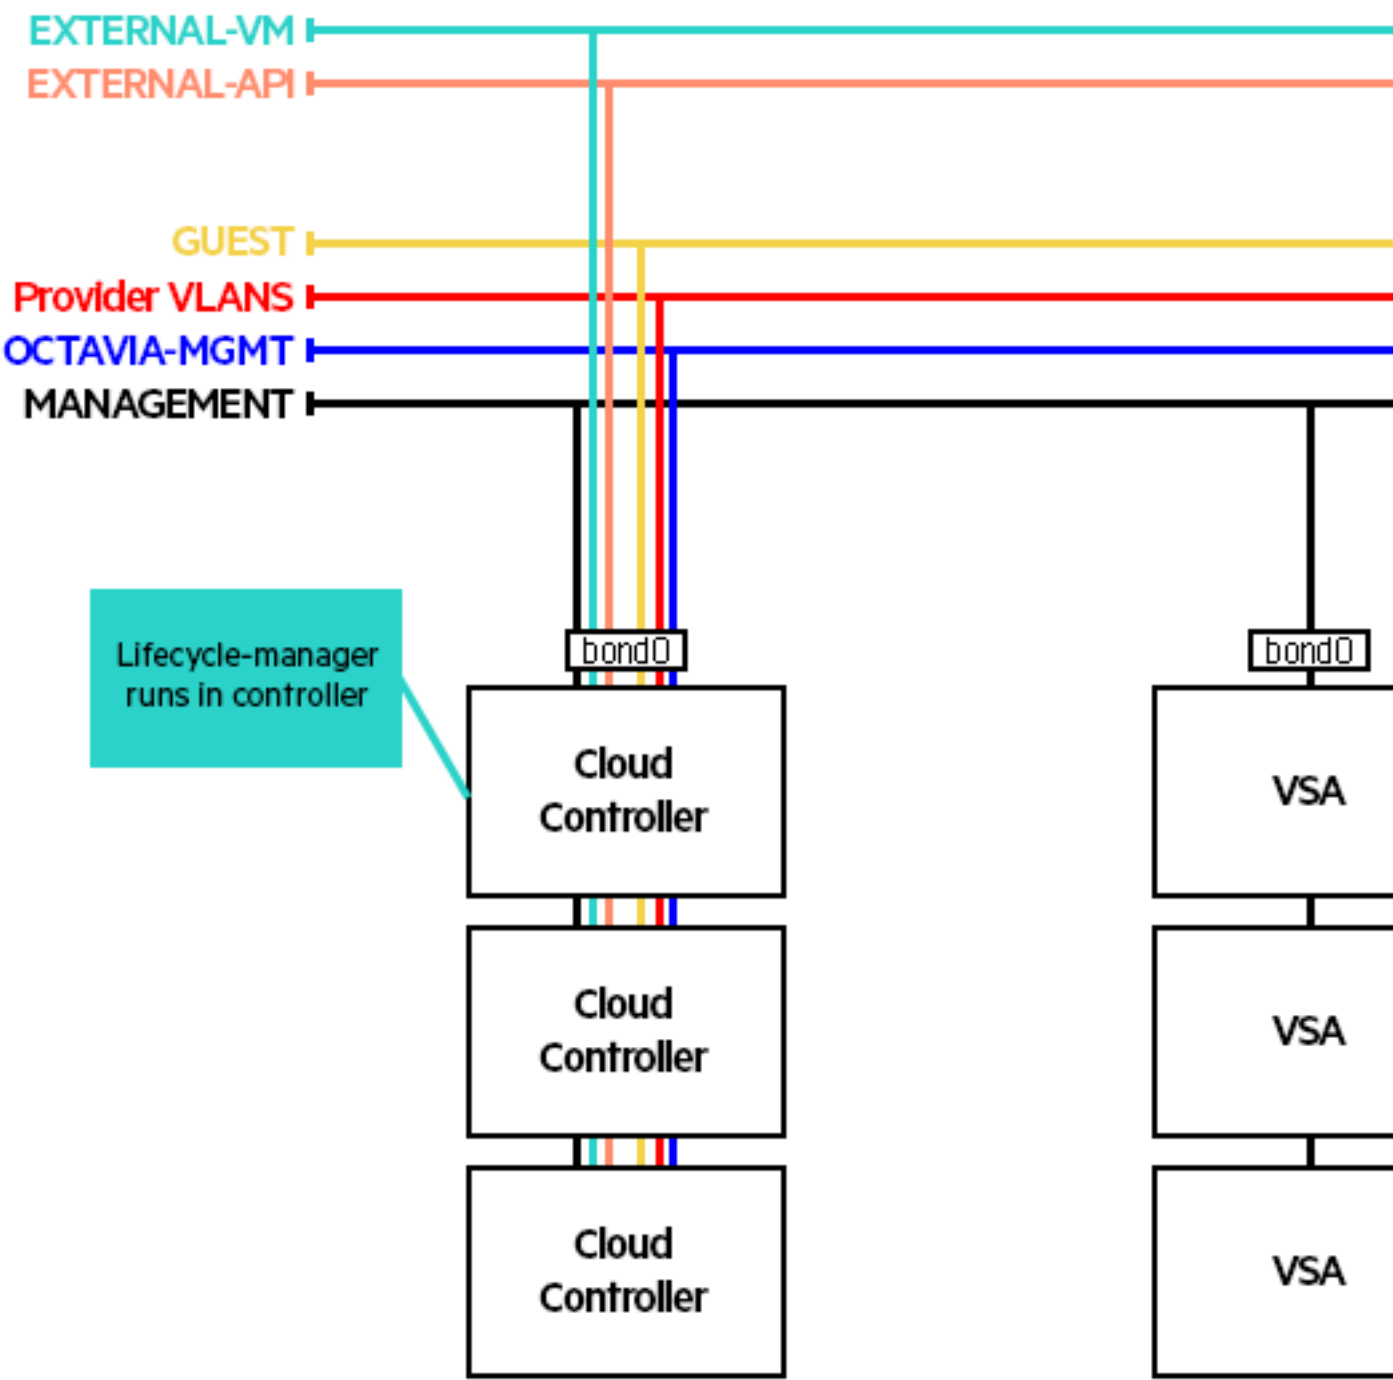 EXTERNAL-VM
EXTERNAL-API
GUEST
Provider VLANS
OCTAVIA-MGMT
MANAGEMENT
Lifecycle-manager
runs in controller
bond0
Cloud
Controller
Cloud
Controller
Cloud
Controller
bond0
VSA
VSA
VSA